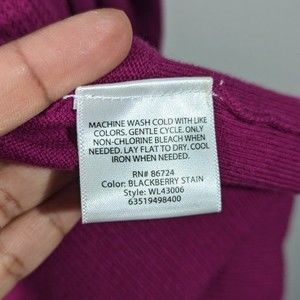 MACHINE WASH COLD WITH LIKE
COLORS. GENTLE CYCLE. ONLY
NON-CHLORINE BLEACH WHEN
NEEDED. LAY FLAT TO DRY. COOL
IRON WHEN NEEDED.
RN# 86724
Color: BLACKBERRY STAIN
Style: WL43006
63519498400